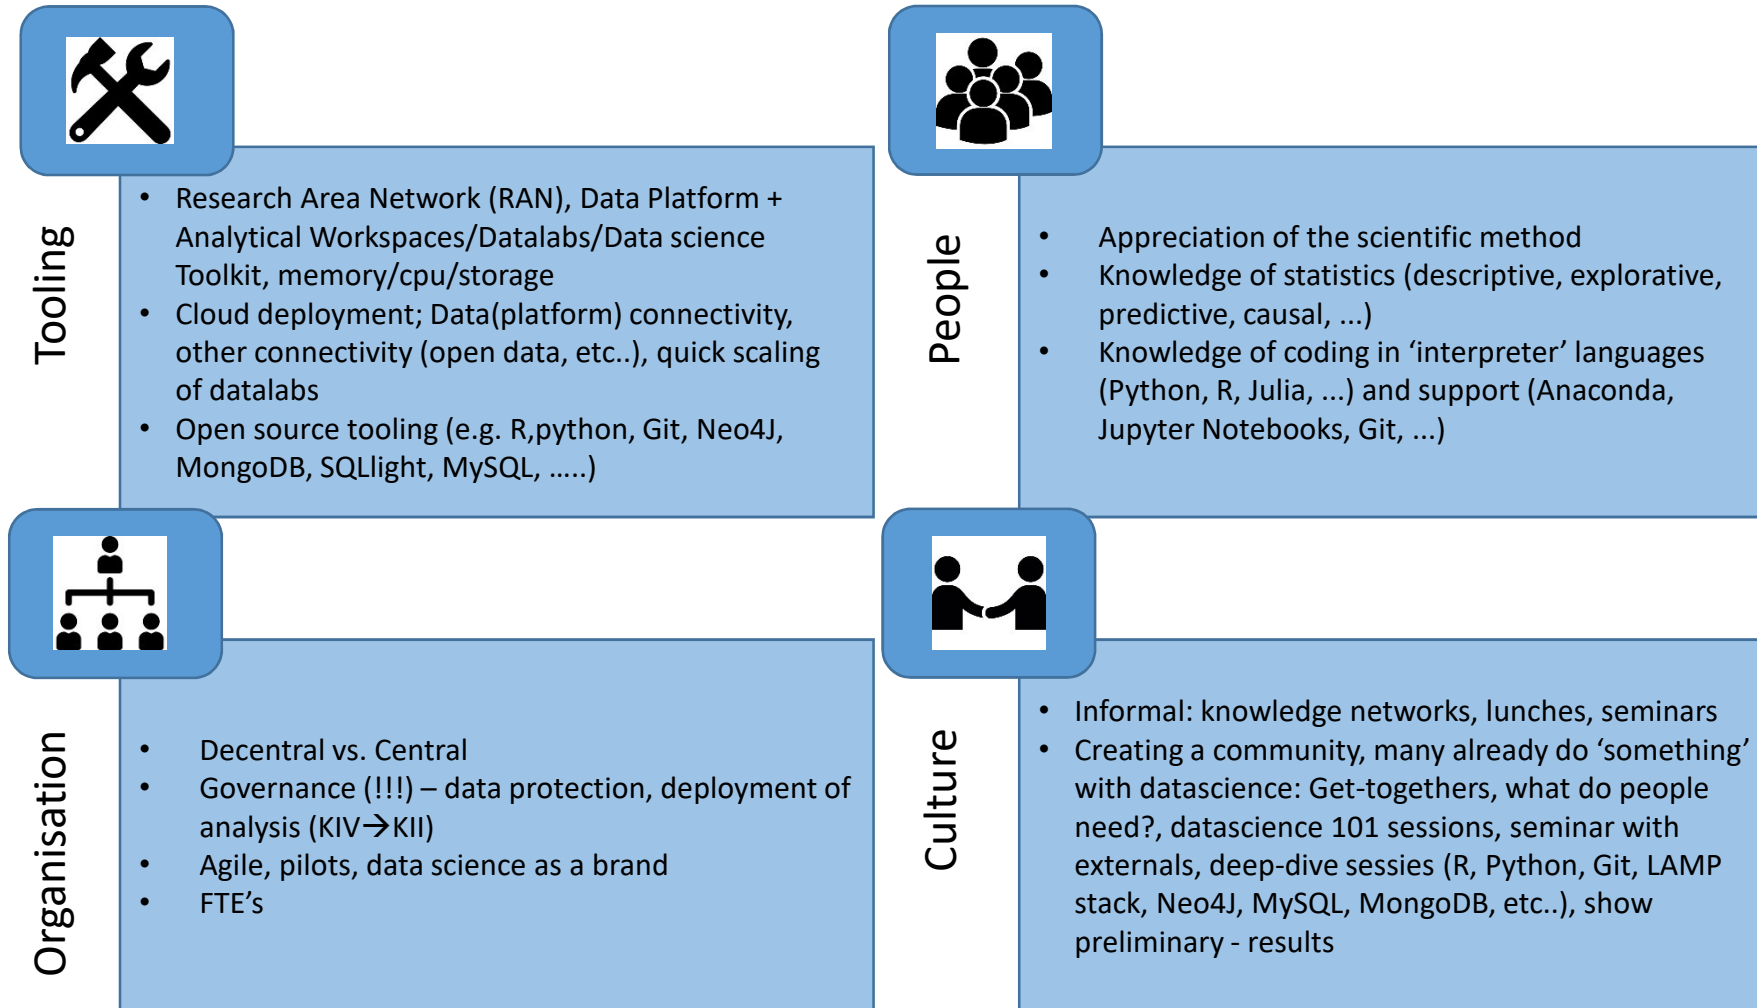 Tooling
• Research Area Network (RAN), Data Platform +
Analytical Workspaces/Datalabs/Data science
Toolkit, memory/cpu/storage
• Cloud deployment; Data(platform) connectivity,
other connectivity (open data, etc..), quick scaling
of datalabs
• Open source tooling (e.g. R,python, Git, Neo4J,
MongoDB, SQLlight, MySQL, …..)
People
• Appreciation of the scientific method
• Knowledge of statistics (descriptive, explorative,
predictive, causal, ...)
• Knowledge of coding in ‘interpreter’ languages
(Python, R, Julia, ...) and support (Anaconda,
Jupyter Notebooks, Git, ...)
Organisation
• Decentral vs. Central
• Governance (!!!) – data protection, deployment of
analysis (KIV→KII)
• Agile, pilots, data science as a brand
• FTE’s
Culture
• Informal: knowledge networks, lunches, seminars
• Creating a community, many already do ‘something’
with datascience: Get-togethers, what do people
need?, datascience 101 sessions, seminar with
externals, deep-dive sessies (R, Python, Git, LAMP
stack, Neo4J, MySQL, MongoDB, etc..), show
preliminary - results